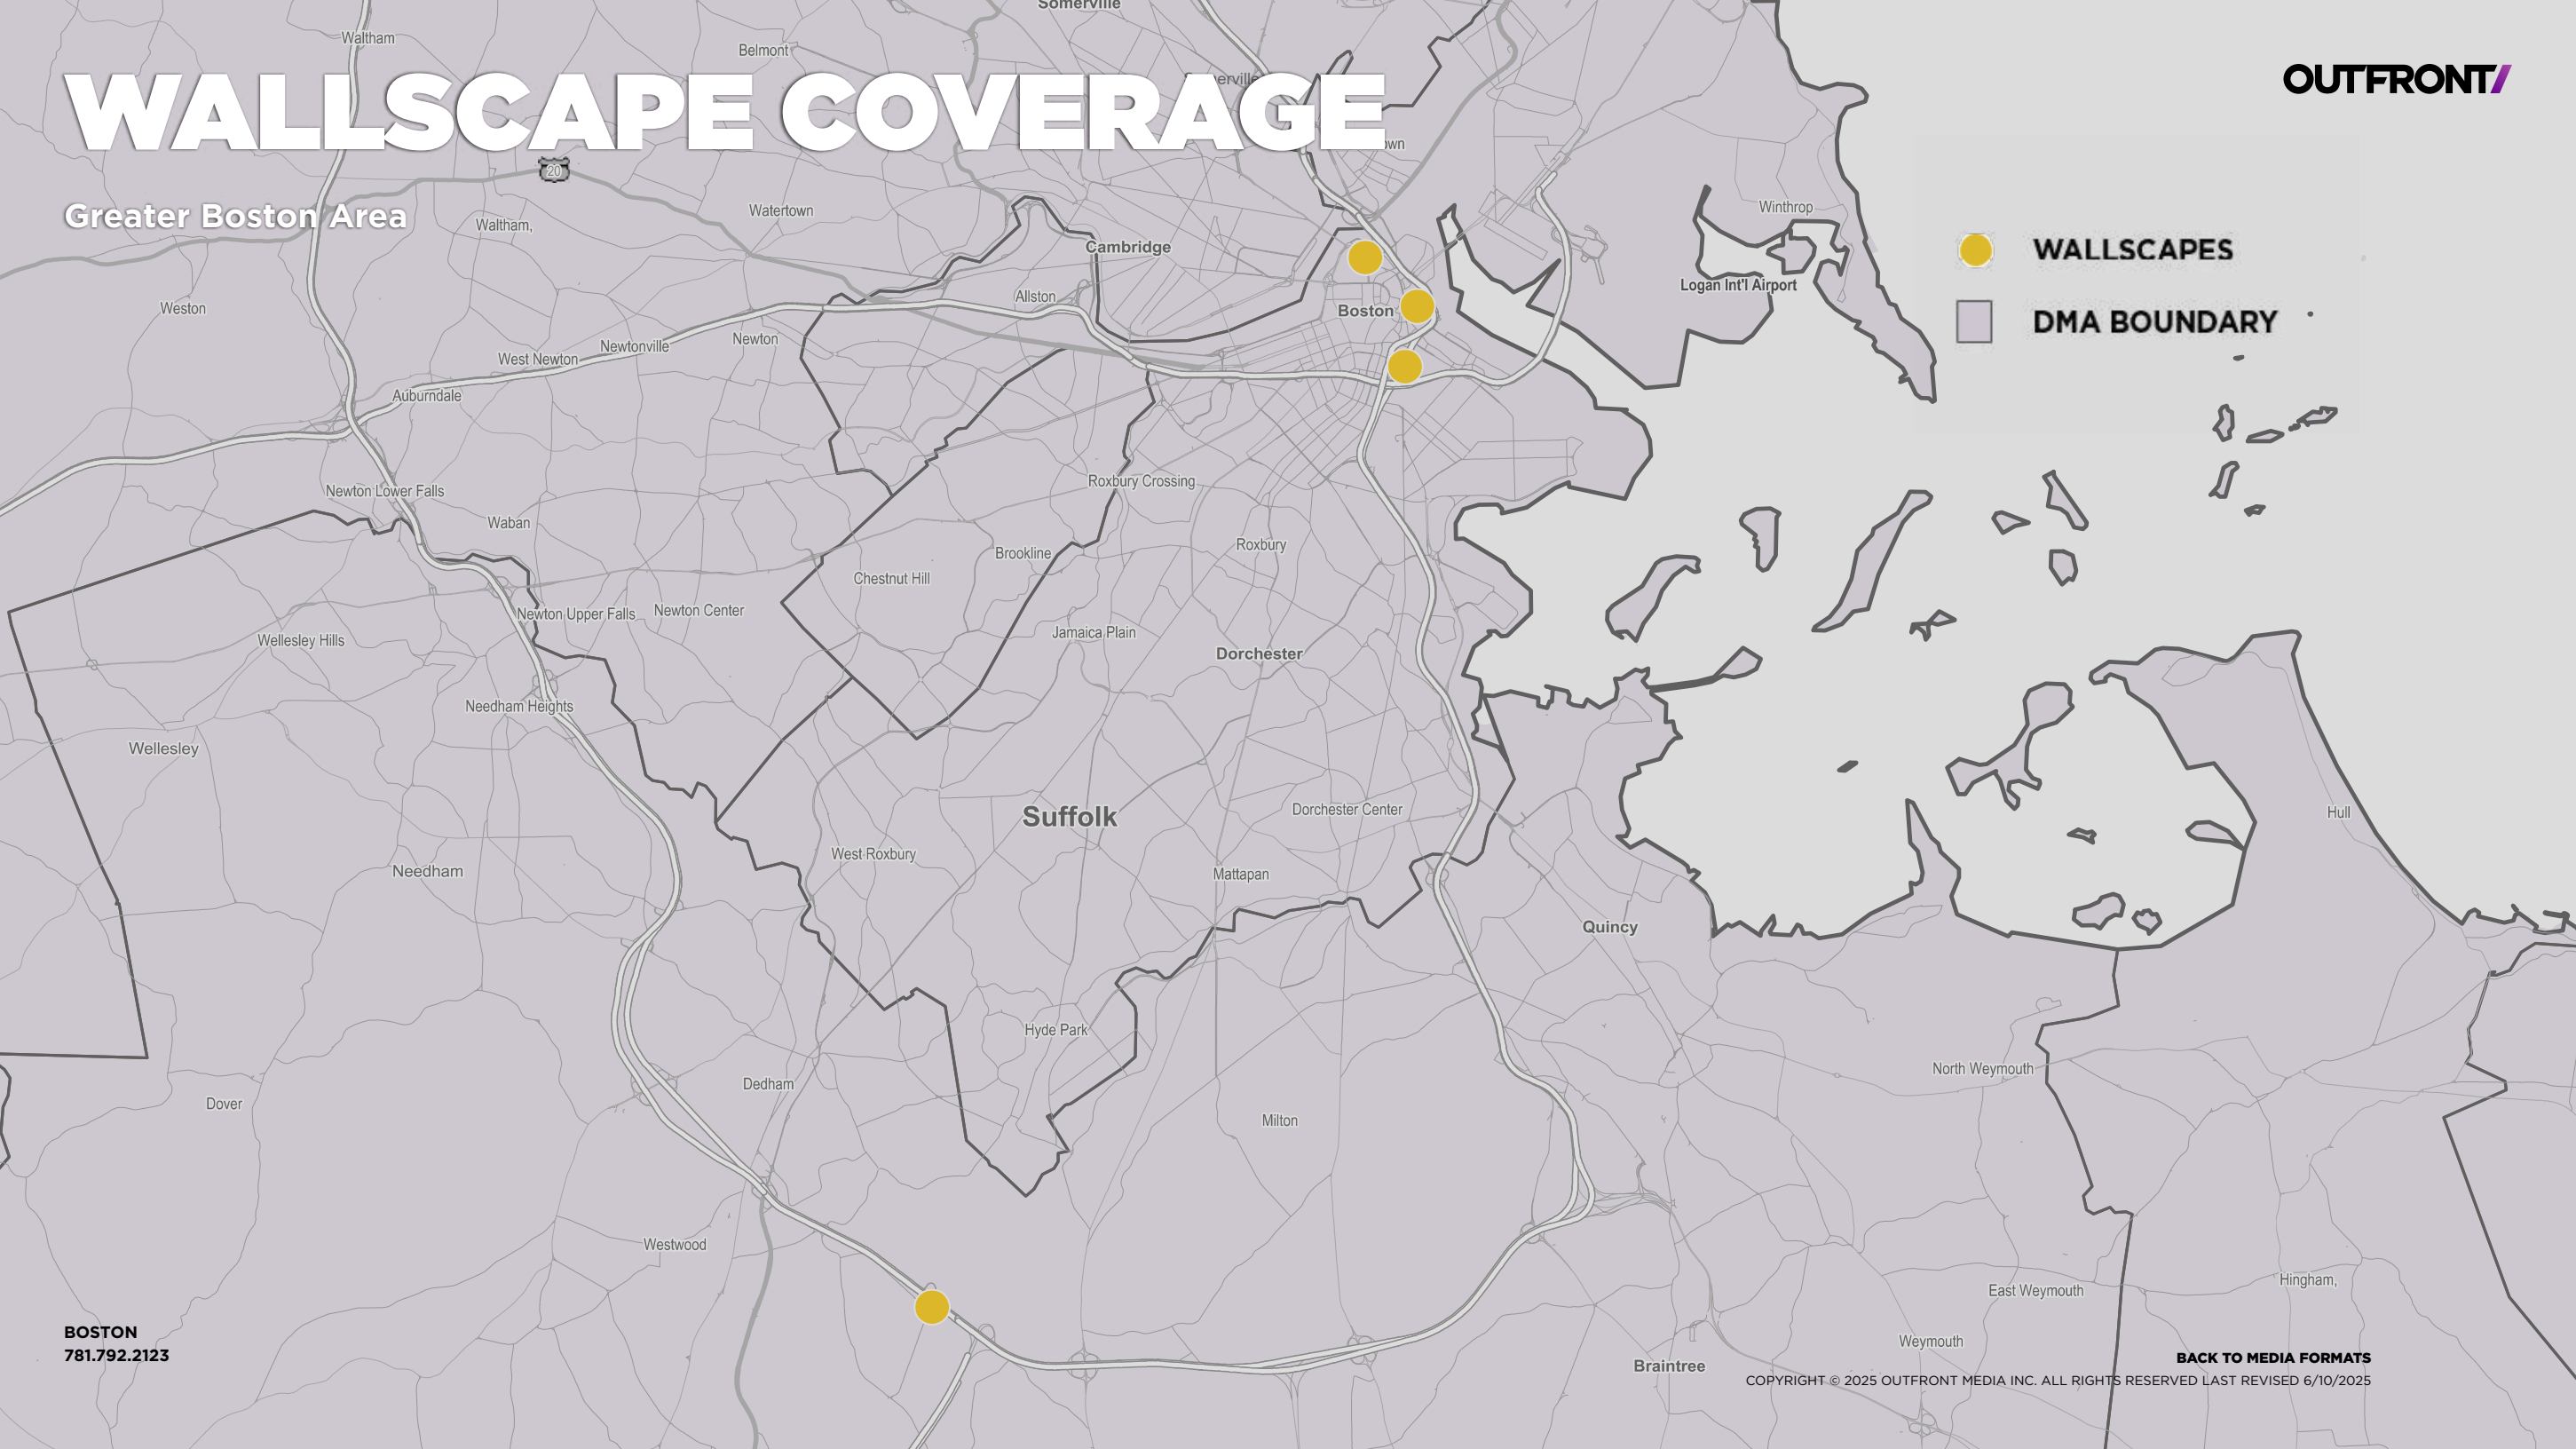 Somerville
Waltham
Belmont
WALLSCAPE COVERAGE
OUTFRONT/
20
Greater Boston Area
Waltham,
Watertown
Winthrop
Cambridge
WALLSCAPES
Weston
Allston
Boston
Logan Int'l Airport
DMA BOUNDARY
Newton
Newtonville
West Newton
Auburndale
Roxbury Crossing
Newton Lower Falls
Waban
Roxbury
Brookline
Chestnut Hill
Newton Upper Falls
Newton Center
Wellesley Hills
Jamaica Plain
Dorchester
Needham Heights
Wellesley
Suffolk
Dorchester Center
Hull
West Roxbury
Needham
Mattapan
Quincy
Hyde Park
North Weymouth
Dedham
Dover
Milton
Westwood
Hingham,
East Weymouth
BOSTON
781.792.2123
Weymouth
Braintree
BACK TO MEDIA FORMATS
COPYRIGHT © 2025 OUTFRONT MEDIA INC. ALL RIGHTS RESERVED LAST REVISED 6/10/2025